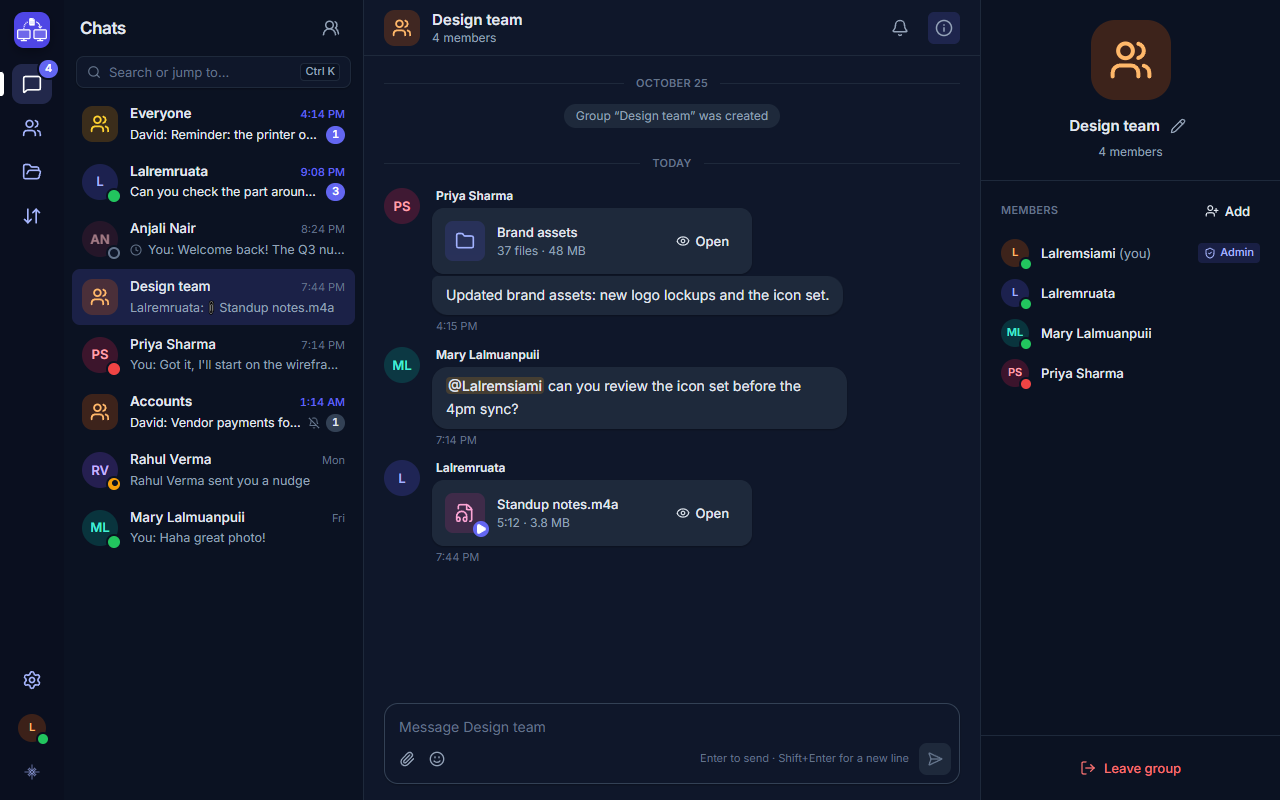 4
Chats
Search or jump to...
Ctrl K
Everyone
4:14 PM
David: Reminder: the printer o...
1
L
Lalremruata
9:08 PM
Can you check the part aroun...
3
AN
Anjali Nair
8:24 PM
You: Welcome back! The Q3 nu...
Design team
7:44 PM
Lalremruata: Standup notes.m4a
PS
Priya Sharma
7:14 PM
You: Got it, I'll start on the wirefra...
Accounts
1:14 AM
David: Vendor payments fo...
1
RV
Rahul Verma
Mon
Rahul Verma sent you a nudge
ML
Mary Lalmuanpuii
Fri
You: Haha great photo!
L
Design team
4 members
OCTOBER 25
Group “Design team” was created
TODAY
PS
Priya Sharma
Brand assets
37 files · 48 MB
Open
Updated brand assets: new logo lockups and the icon set.
4:15 PM
ML
Mary Lalmuanpuii
@Lalremsiami can you review the icon set before the
4pm sync?
7:14 PM
L
Lalremruata
Standup notes.m4a
5:12 · 3.8 MB
Open
7:44 PM
Message Design team
Enter to send · Shift+Enter for a new line
Design team
4 members
MEMBERS
Add
L
Lalremsiami (you)
Admin
L
Lalremruata
ML
Mary Lalmuanpuii
PS
Priya Sharma
Leave group